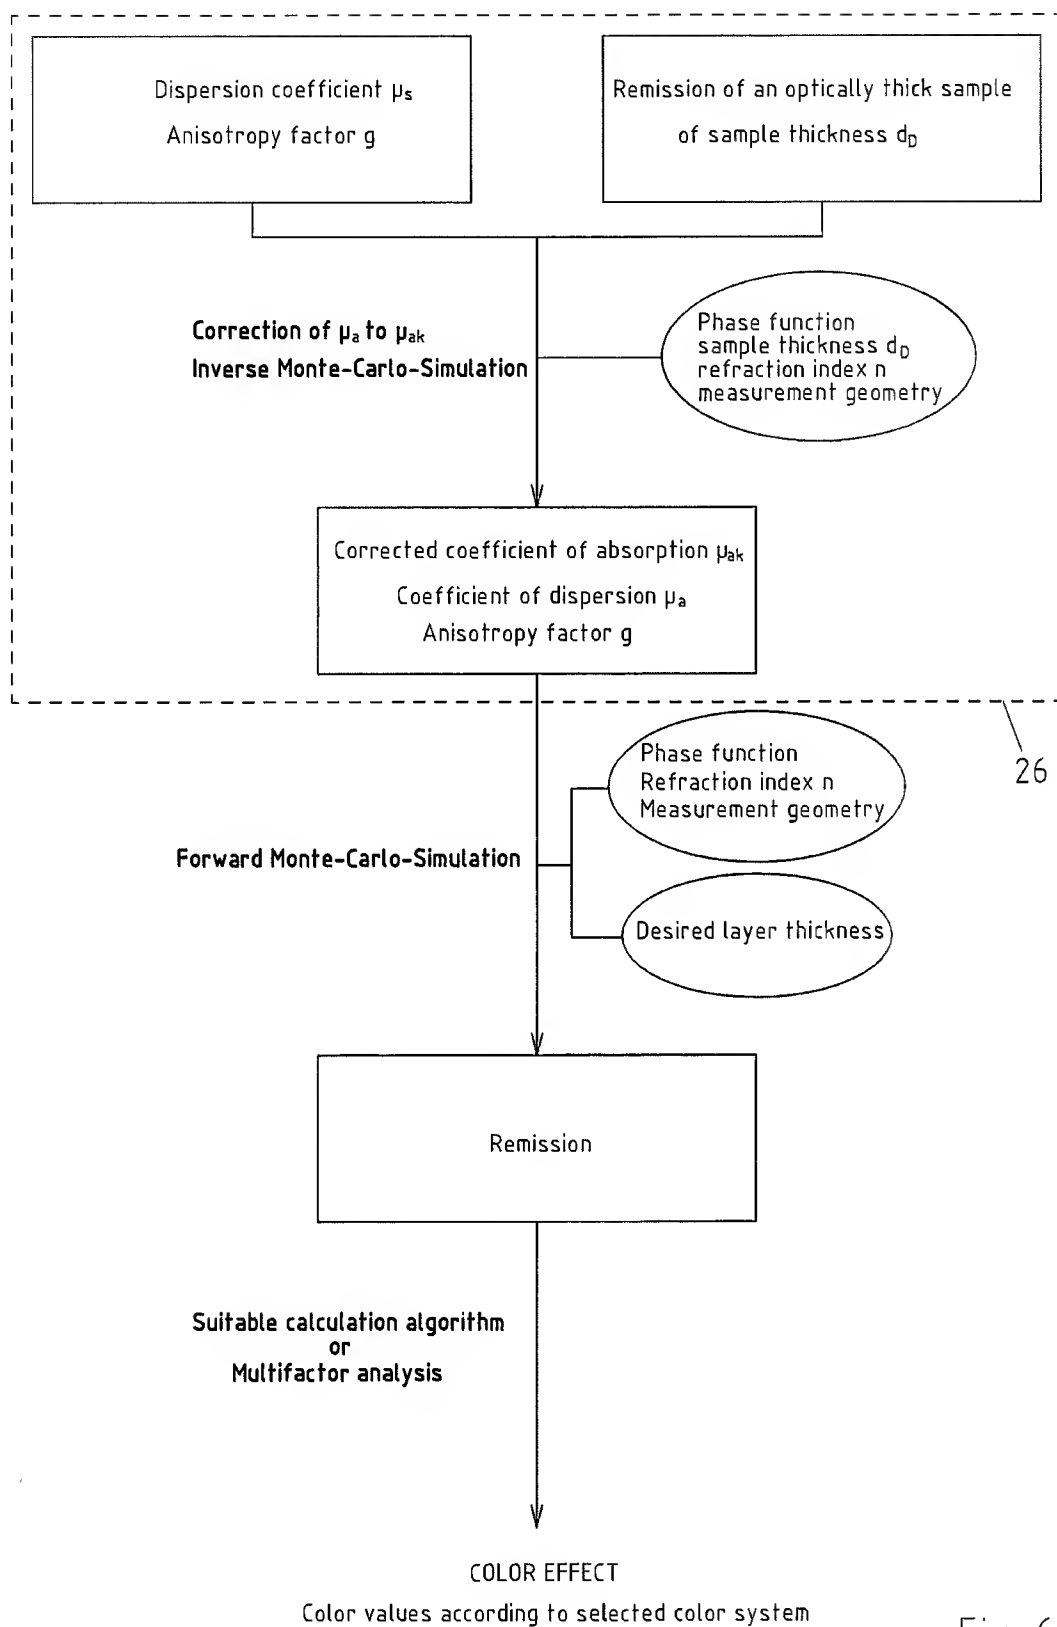 Dispersion coefficient μs
Anisotropy factor g
Remission of an optically thick sample
of sample thickness dD
Correction of μa to μak
Inverse Monte-Carlo-Simulation
Phase function
sample thickness dD
refraction index n
measurement geometry
Corrected coefficient of absorption μak
Coefficient of dispersion μa
Anisotropy factor g
26
Phase function
Refraction index n
Measurement geometry
Forward Monte-Carlo-Simulation
Desired layer thickness
Remission
Suitable calculation algorithm
or
Multifactor analysis
COLOR EFFECT
Color values according to selected color system